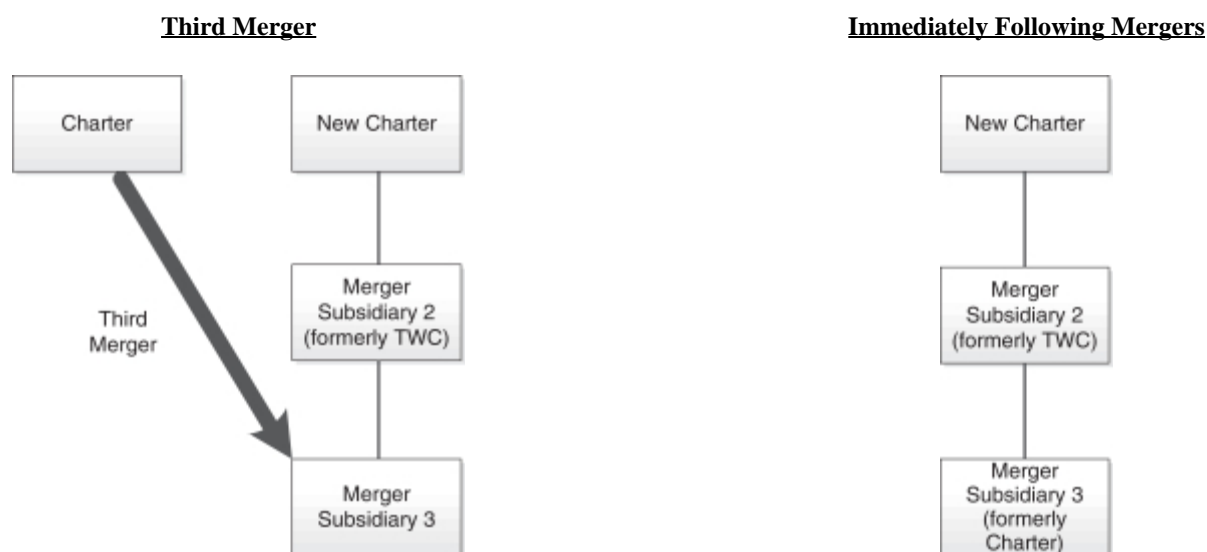 Third Merger
Immediately Following Mergers
Charter
New Charter
Merger
Subsidiary 2
(formerly TWC)
Third
Merger
Merger
Subsidiary 3
New Charter
Merger
Subsidiary 2
(formerly TWC)
Merger
Subsidiary 3
(formerly
Charter)